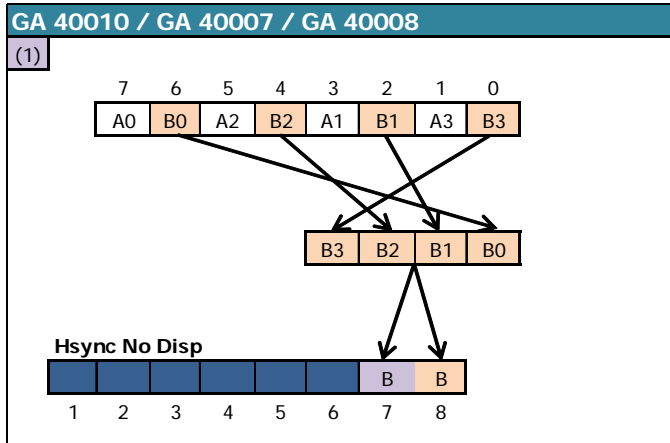 GA 40010 / GA 40007 / GA 40008
(1)
7 6 5 4 3 2 1 0
A0 B0 A2 B2 A1 B1 A3 B3
B3 B2 B1 B0
Hsync No Disp
B B
1 2 3 4 5 6 7 8